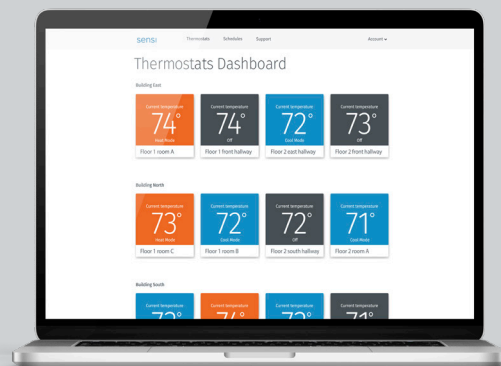 sensi
Thermostats Schedules Support Account
Thermostats Dashboard
Building East
Current temperature Current temperature Current temperature Current temperature
74° 74° 72° 73°
Heat Mode Off Cool Mode Off
Floor 1 room A Floor 1 front hallway Floor 2 east hallway Floor 2 front hallway
Building North
Current temperature Current temperature Current temperature Current temperature
73° 72° 72° 71°
Heat Mode Cool Mode Off Cool Mode
Floor 1 room C Floor 1 room B Floor 2 south hallway Floor 2 room A
Building South
Current temperature Current temperature Current temperature Current temperature